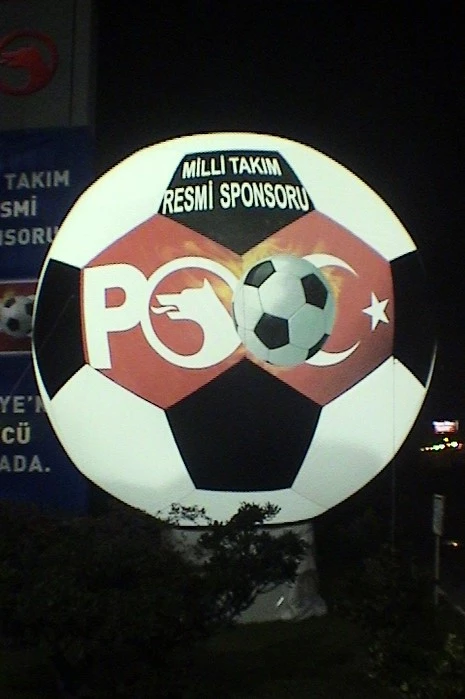 MİLLİ TAKIM
RESMİ SPONSORU
PO
TAKIM
SMİ
NSORU
YE'N
CÜ
ADA.